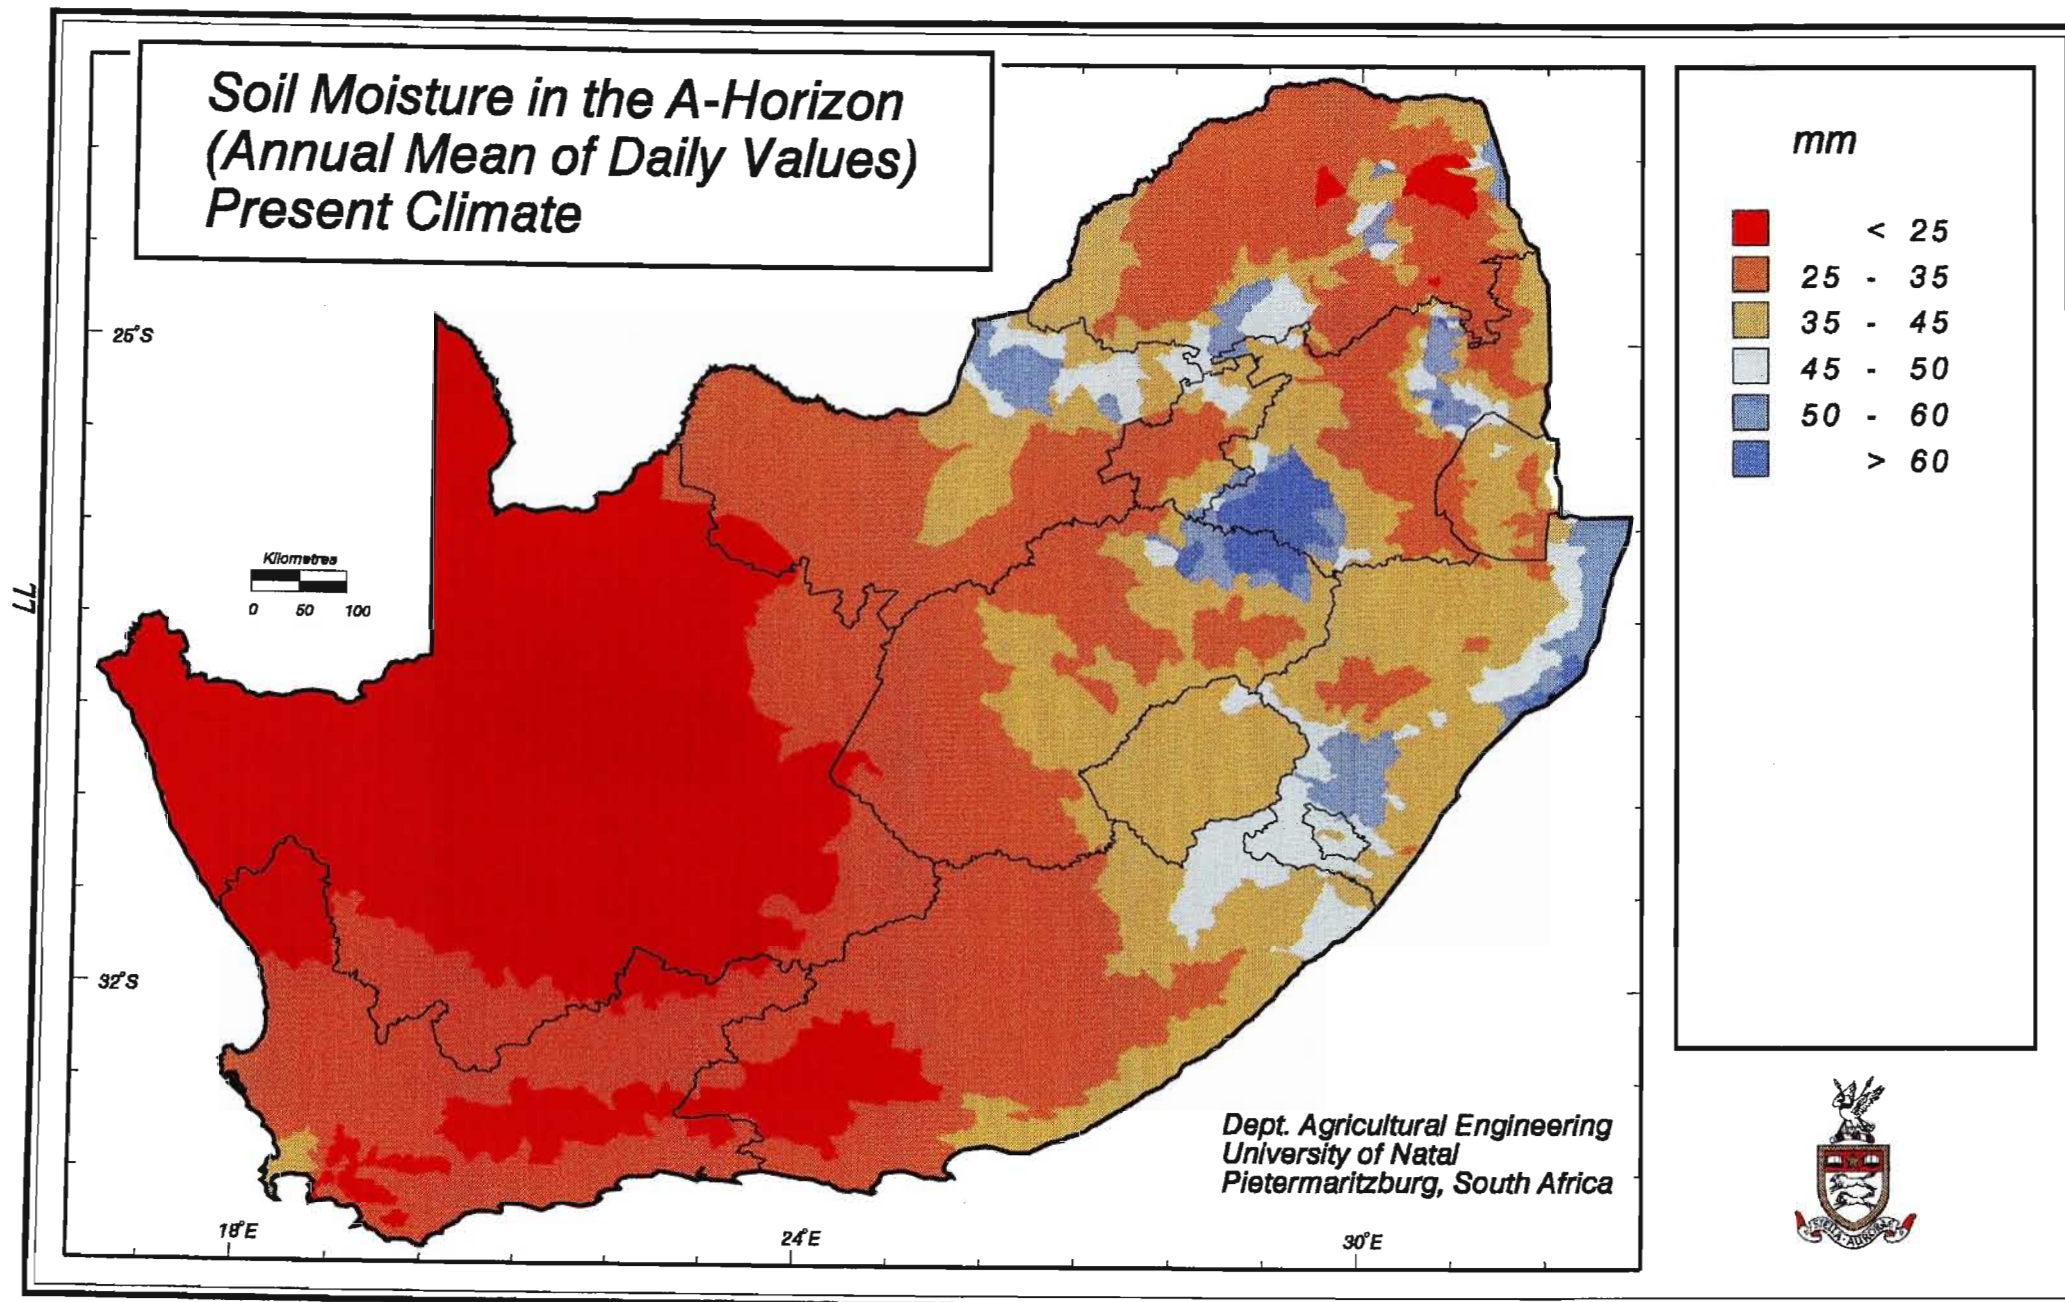 Soil Moisture in the A-Horizon
(Annual Mean of Daily Values)
Present Climate
mm
< 25
25 - 35
35 - 45
45 - 50
50 - 60
> 60
25°S
Kilometres
0 50 100
77
32°S
18°E
24°E
30°E
Dept. Agricultural Engineering
University of Natal
Pietermaritzburg, South Africa
STELLA AURORAE